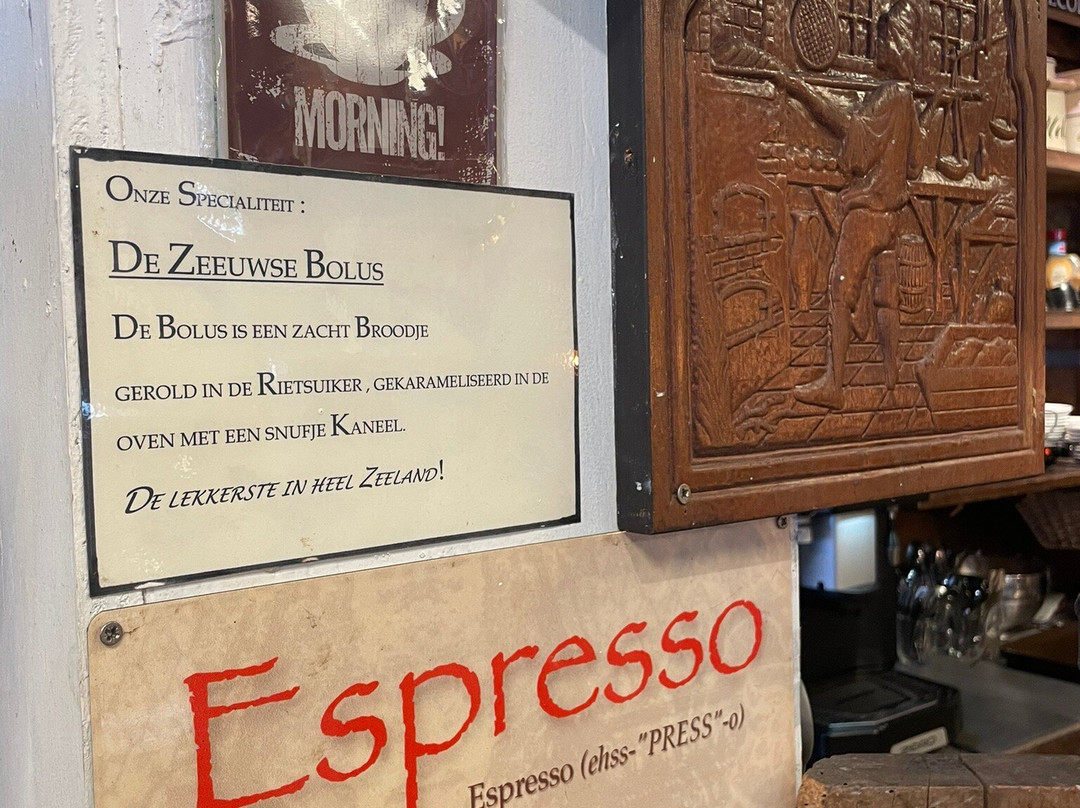 MORNING!
ONZE SPECIALITEIT :
DE ZEEUWSE BOLUS
DE BOLUS IS EEN ZACHT BROODJE
GEROLD IN DE RIETSUIKER , GEKARAMELISEERD IN DE
OVEN MET EEN SNUFJE KANEEL.
DE LEKKERSTE IN HEEL ZEELAND!
Espresso
Espresso (ehss-"PRESS"-o)